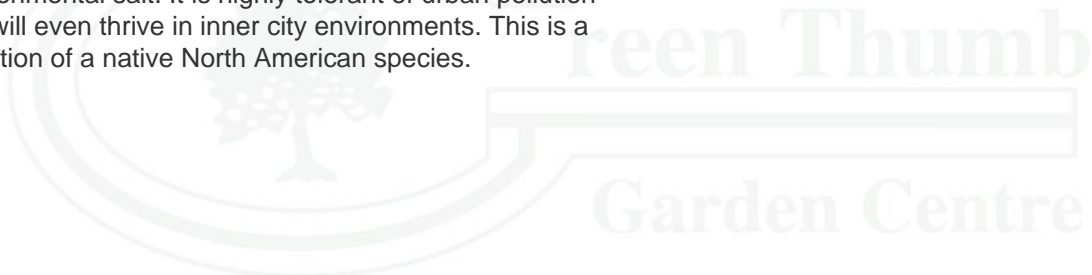 onmental salt. It is highly tolerant of urban pollution
will even thrive in inner city environments. This is a
tion of a native North American species.
reen Thumb
Garden Centre